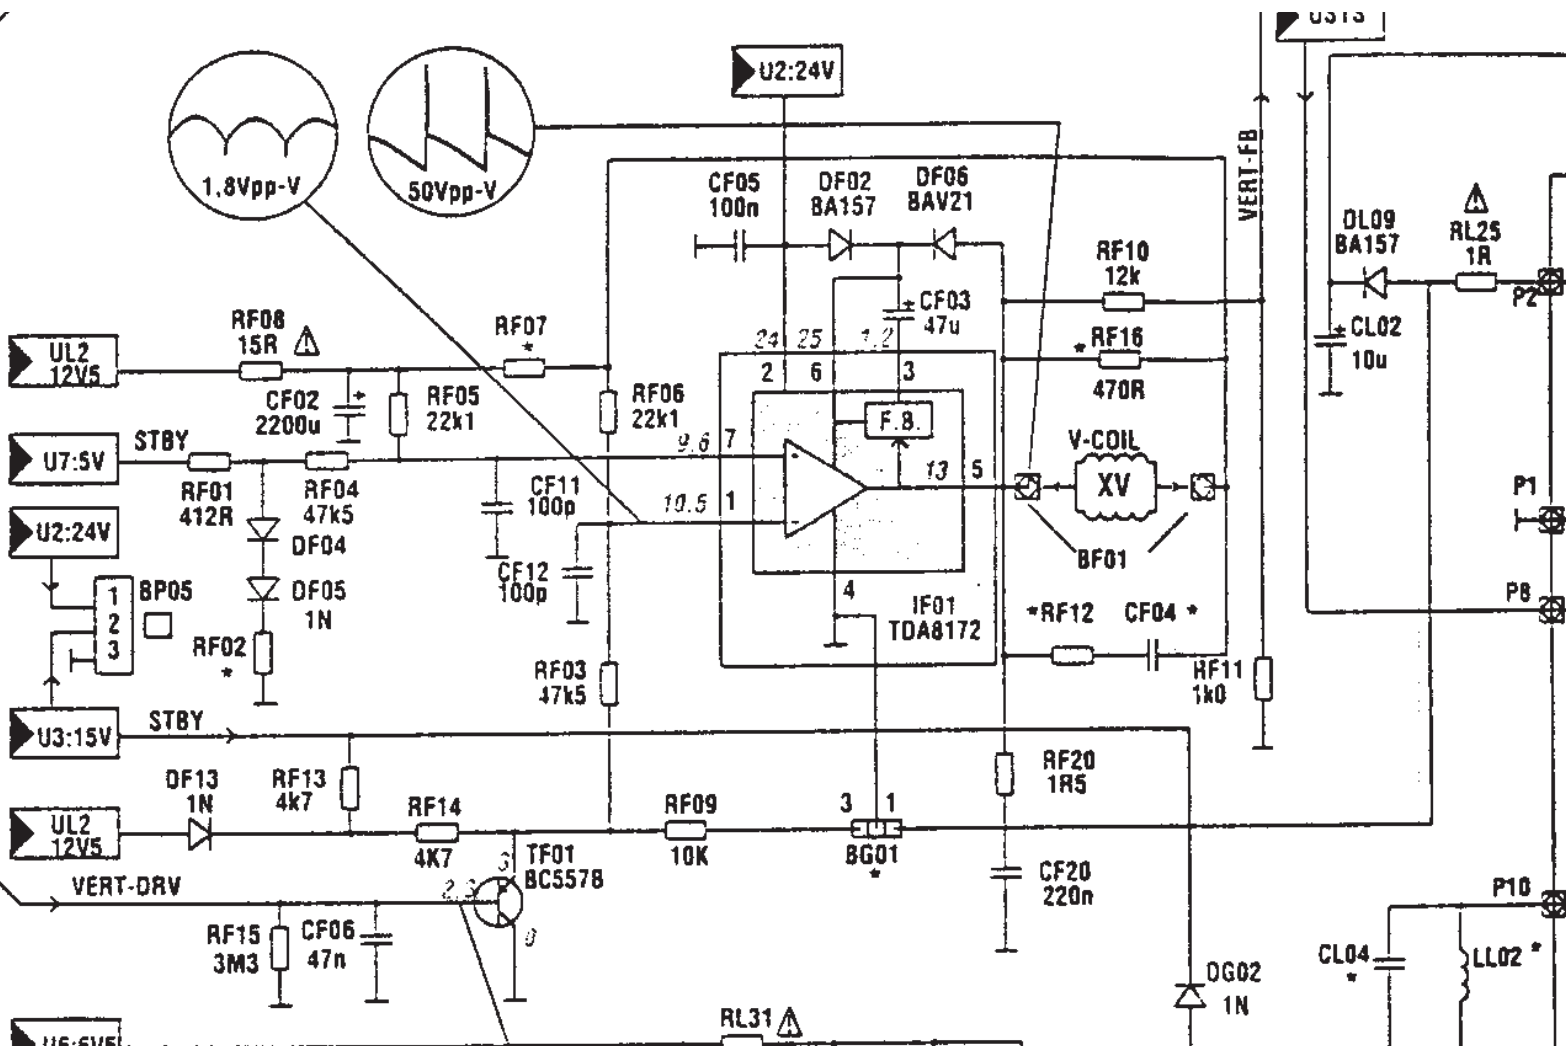 U2:24V
1.8Vpp-V
50Vpp-V
CF05
100n
DF02
BA157
DF06
BAV21
VERT-FB
RF10
12k
DL09
BA157
RL25
1R
P2
CF03
47u
RF16
*
470R
CL02
10u
UL2
12V5
RF08
15R
RF07
*
24
25
1.2
2
6
3
CF02
2200u
RF05
22k1
RF06
22k1
F.B.
V-COIL
XV
U7:5V
STBY
9.6
7
13
5
RF01
412R
RF04
47k5
CF11
100p
10.5
1
P1
U2:24V
DF04
CF12
100p
BF01
4
BP05
1
2
3
DF05
1N
IF01
TDA8172
*RF12
CF04 *
P8
RF02
*
RF03
47k5
RF11
1k0
U3:15V
STBY
DF13
1N
RF13
4k7
RF14
4K7
RF09
10K
3
1
BG01
*
RF20
1R5
UL2
12V5
TF01
BC557B
VERT-DRV
CF20
220n
P10
RF15
3M3
CF06
47n
0
DG02
1N
CL04
*
LL02 *
RL31